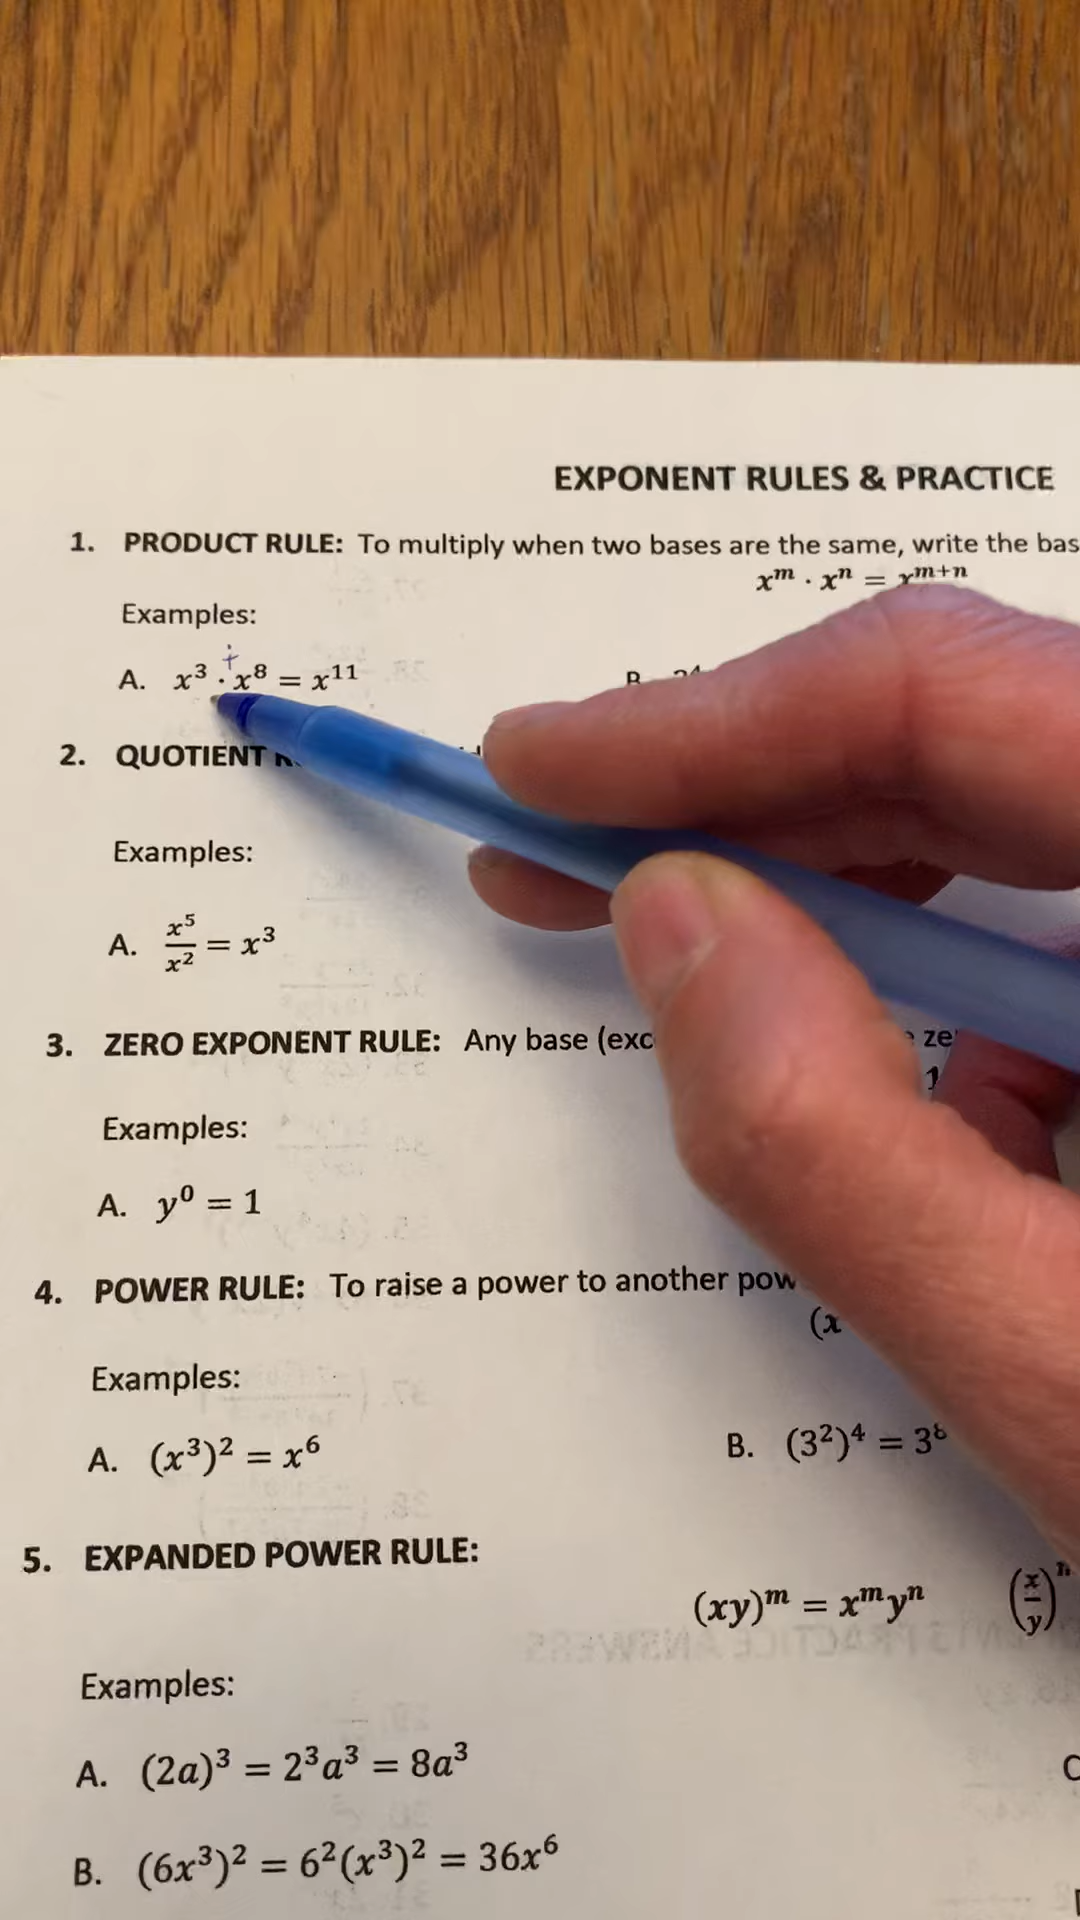 EXPONENT RULES & PRACTICE
1. PRODUCT RULE: To multiply when two bases are the same, write the bas
xᵐ · xⁿ = xᵐ⁺ⁿ
Examples:
+
A. x³ · x⁸ = x¹¹
B.
2. QUOTIENT
Examples:
A. x⁵/x² = x³
3. ZERO EXPONENT RULE: Any base (exc ze
1
Examples:
A. y⁰ = 1
4. POWER RULE: To raise a power to another pow
(x
Examples:
A. (x³)² = x⁶
B. (3²)⁴ = 3⁸
5. EXPANDED POWER RULE:
(xy)ᵐ = xᵐyⁿ (x/y)ⁿ
Examples:
A. (2a)³ = 2³a³ = 8a³
C
B. (6x³)² = 6²(x³)² = 36x⁶